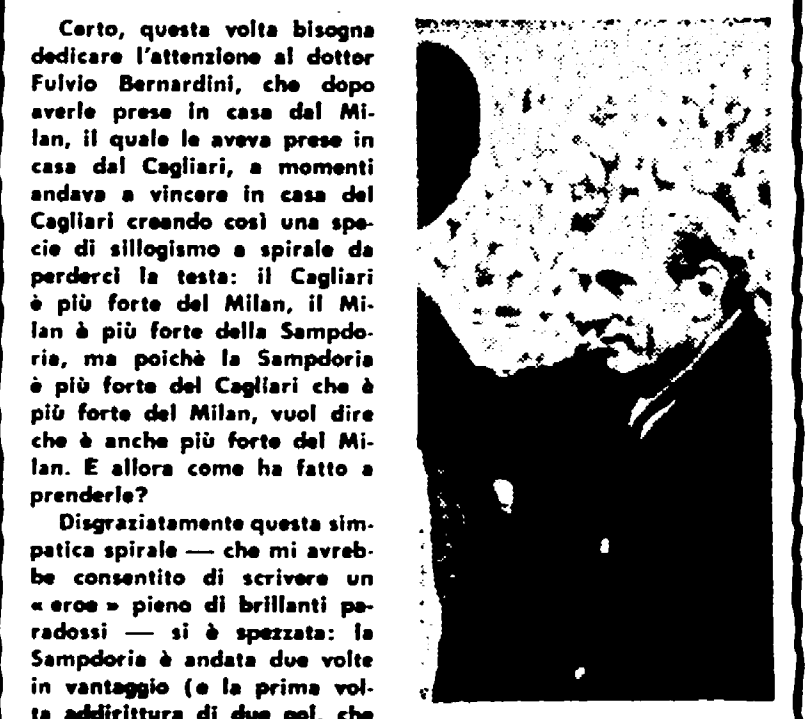 Certo, questa volta bisogna
dedicare l'attenzione al dottor
Fulvio Bernardini, che dopo
averle prese in casa dal Mi-
lan, il quale le aveva prese in
casa dal Cagliari, a momenti
andava a vincere in casa del
Cagliari creando così una spe-
cie di sillogismo a spirale da
perderci la testa: il Cagliari
è più forte del Milan, il Mi-
lan è più forte della Sampdo-
ria, ma poichè la Sampdoria
è più forte del Cagliari che è
più forte del Milan, vuol dire
che è anche più forte del Mi-
lan. E allora come ha fatto a
prenderle?
Disgraziatamente questa sim-
patica spirale — che mi avreb-
be consentito di scrivere un
« eroe » pieno di brillanti pa-
radossi — si è spezzata: la
Sampdoria è andata due volte
in vantaggio (e la prima vol-
ta addirittura di due gol, che